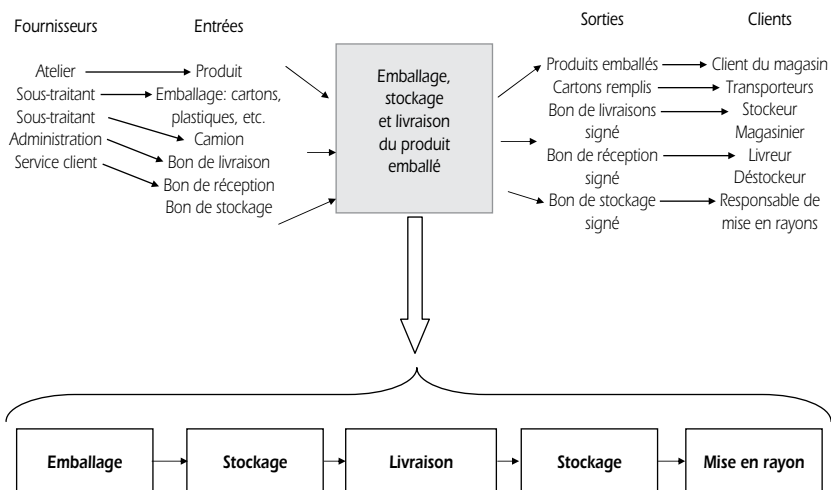 Fournisseurs
Entrées
Sorties
Clients
Atelier
Sous-traitant
Sous-traitant
Administration
Service client
Produit
Emballage: cartons,
plastiques, etc.
Camion
Bon de livraison
Bon de réception
Bon de stockage
Emballage,
stockage
et livraison
du produit
emballé
Produits emballés
Cartons remplis
Bon de livraisons
signé
Bon de réception
signé
Bon de stockage
signé
Client du magasin
Transporteurs
Stockeur
Magasinier
Livreur
Déstockeur
Responsable de
mise en rayons
Emballage
Stockage
Livraison
Stockage
Mise en rayon